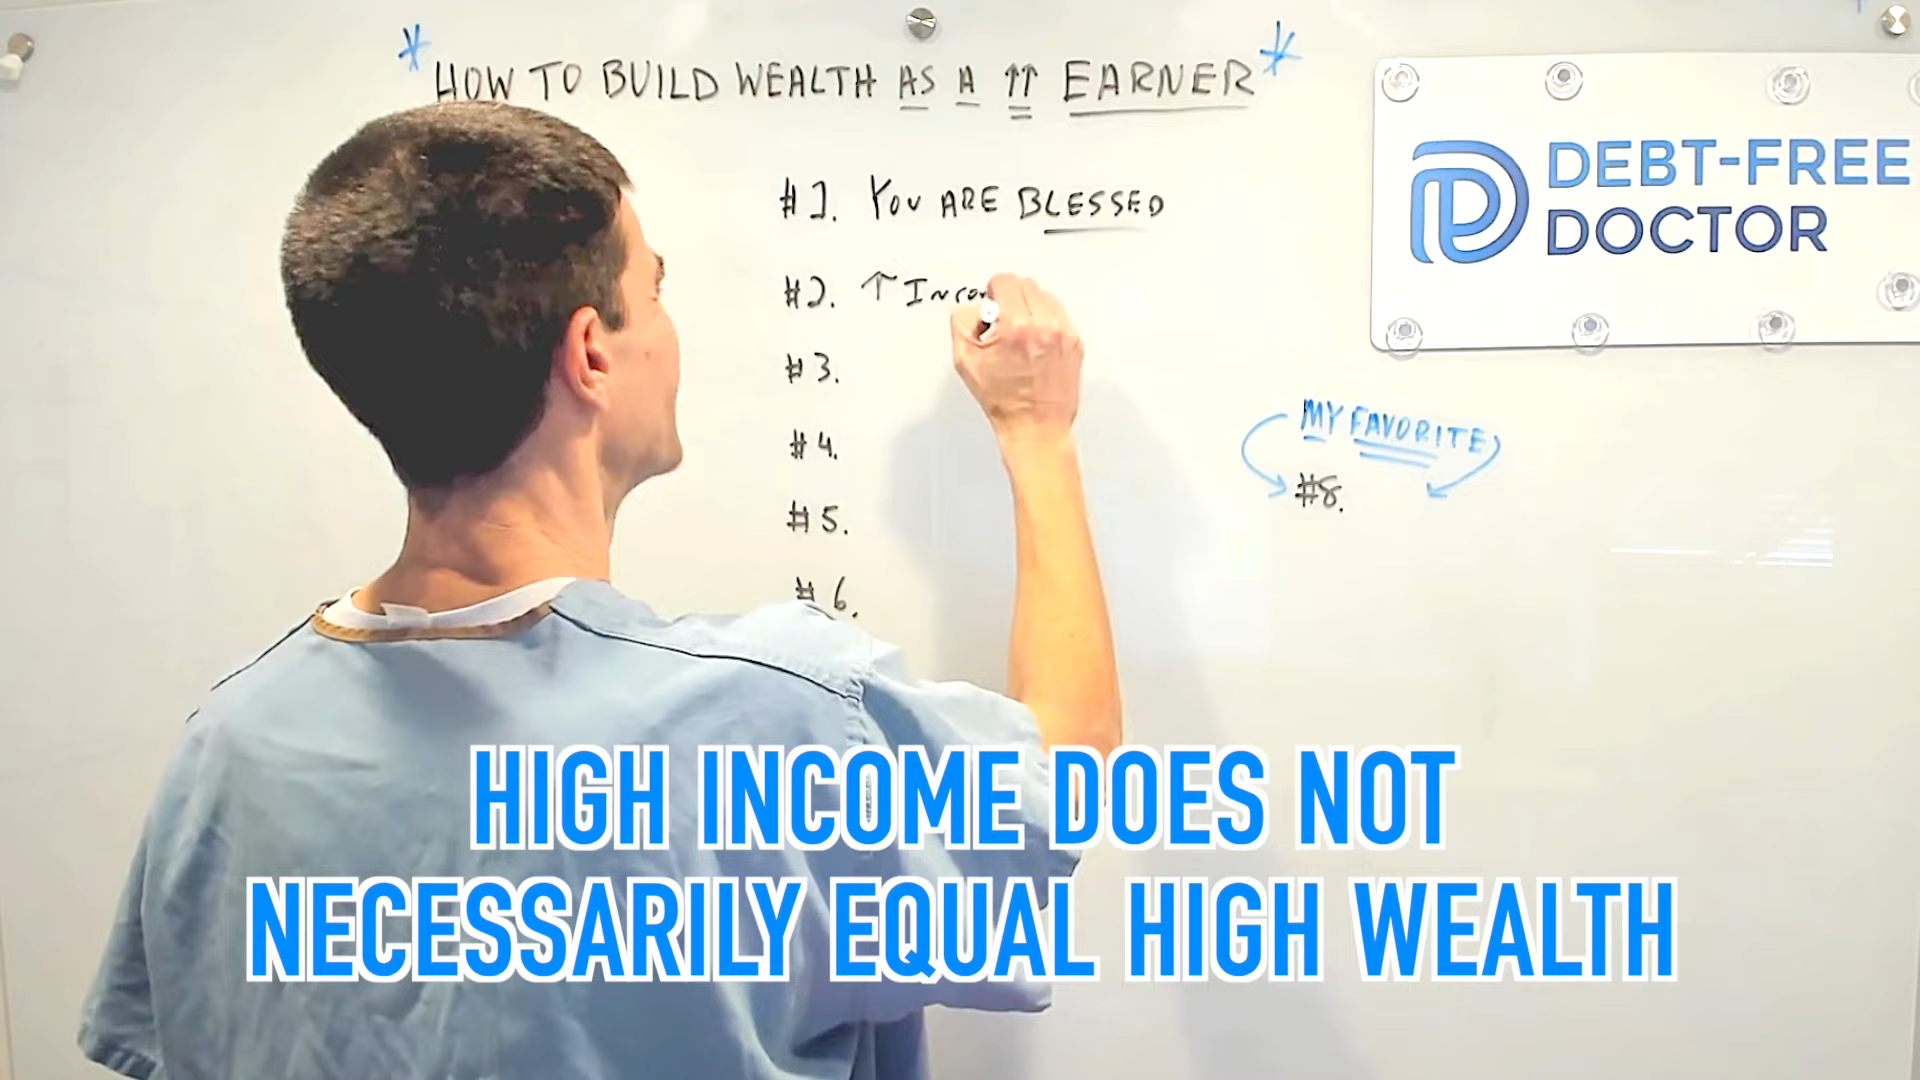 *HOW TO BUILD WEALTH AS A ↑↑ EARNER*
#1. YOU ARE BLESSED
#2. ↑ Incom
#3.
#4.
#5.
#6.
DEBT-FREE
DOCTOR
MY FAVORITE
#8.
HIGH INCOME DOES NOT
NECESSARILY EQUAL HIGH WEALTH